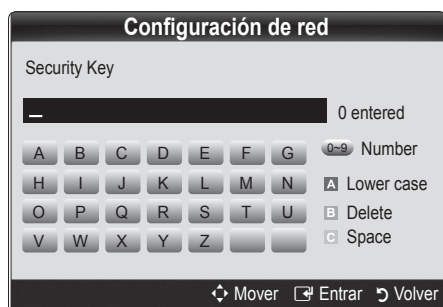 Configuración de red
Security Key
0 entered
A B C D E F G 0~9 Number
H I J K L M N A Lower case
O P Q R S T U B Delete
V W X Y Z C Space
Mover Entrar Volver